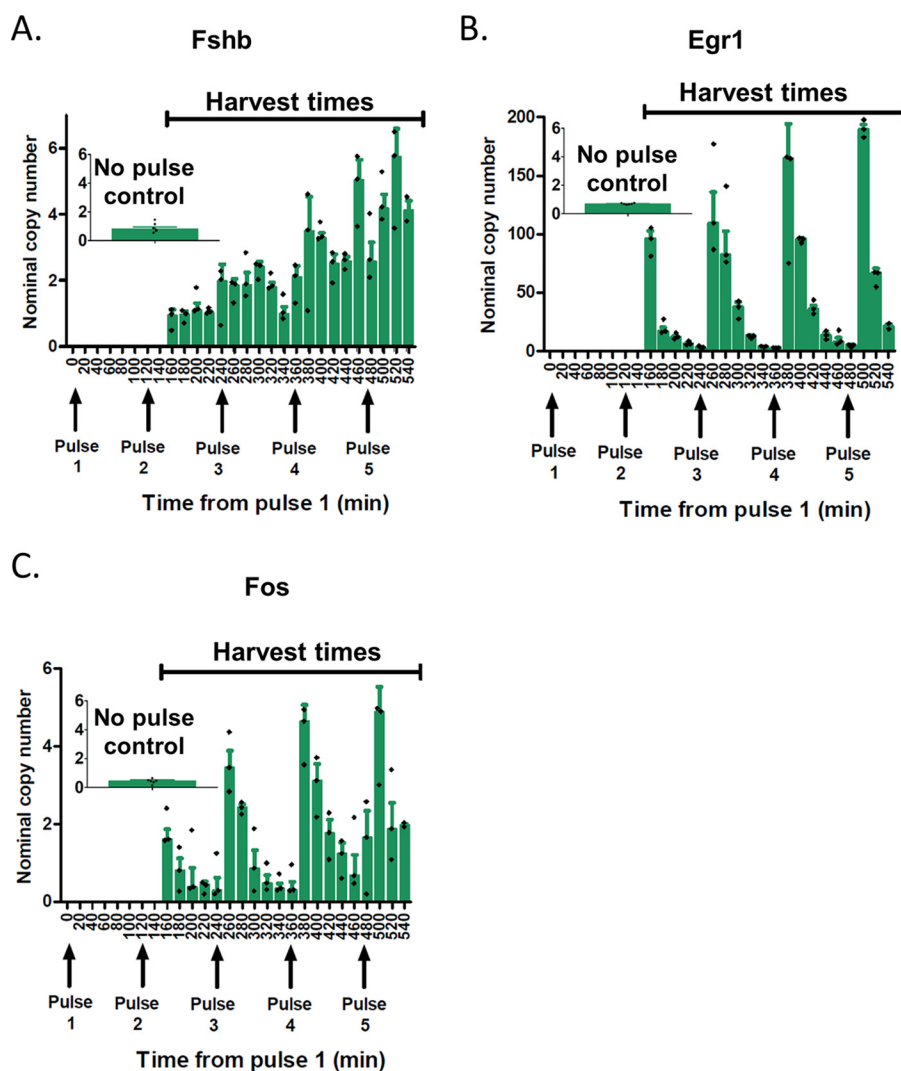 A.
Fshb
Harvest times
Nominal copy number
6
4
2
0
No pulse
control
6
4
2
0
0 20 40 60 80 100 120 140 160 180 200 220 240 260 280 300 320 340 360 380 400 420 440 460 480 500 520 540
Pulse 1
Pulse 2
Pulse 3
Pulse 4
Pulse 5
Time from pulse 1 (min)
B.
Egr1
Harvest times
Nominal copy number
200
150
100
50
0
No pulse
control
6
4
2
0
0 20 40 60 80 100 120 140 160 180 200 220 240 260 280 300 320 340 360 380 400 420 440 460 480 500 520 540
Pulse 1
Pulse 2
Pulse 3
Pulse 4
Pulse 5
Time from pulse 1 (min)
C.
Fos
Harvest times
Nominal copy number
6
4
2
0
No pulse
control
6
4
2
0
0 20 40 60 80 100 120 140 160 180 200 220 240 260 280 300 320 340 360 380 400 420 440 460 480 500 520 540
Pulse 1
Pulse 2
Pulse 3
Pulse 4
Pulse 5
Time from pulse 1 (min)